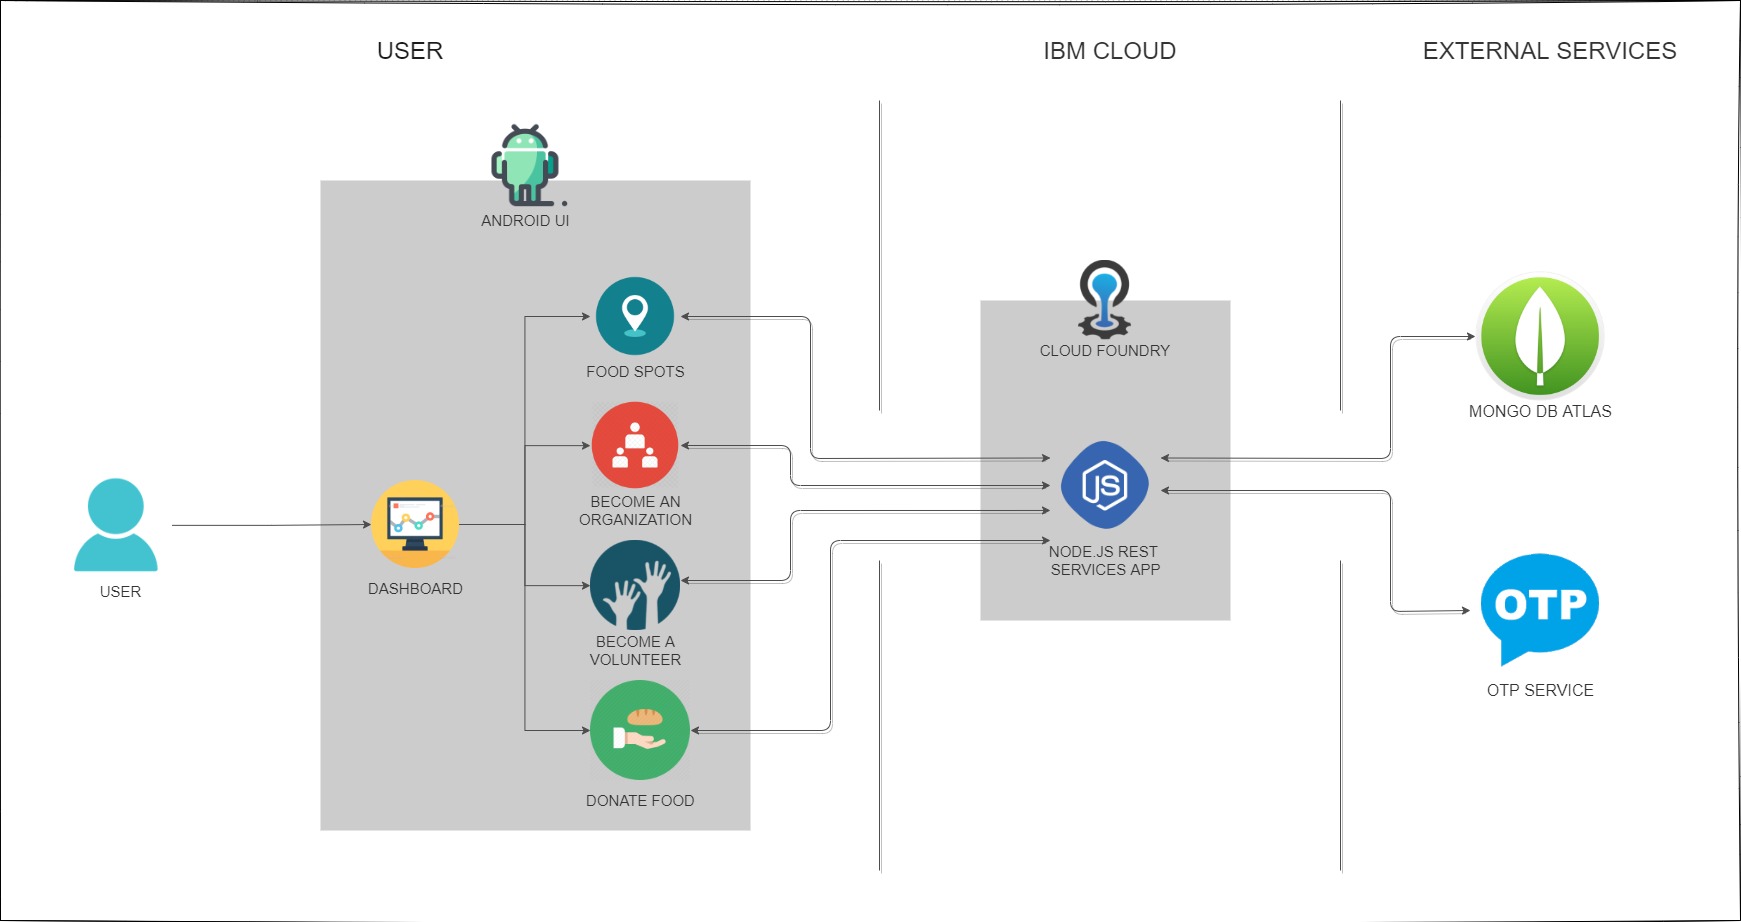 USER
IBM CLOUD
EXTERNAL SERVICES
ANDROID UI
FOOD SPOTS
BECOME AN
ORGANIZATION
BECOME A
VOLUNTEER
DONATE FOOD
USER
DASHBOARD
CLOUD FOUNDRY
JS
NODE.JS REST
SERVICES APP
MONGO DB ATLAS
OTP
OTP SERVICE